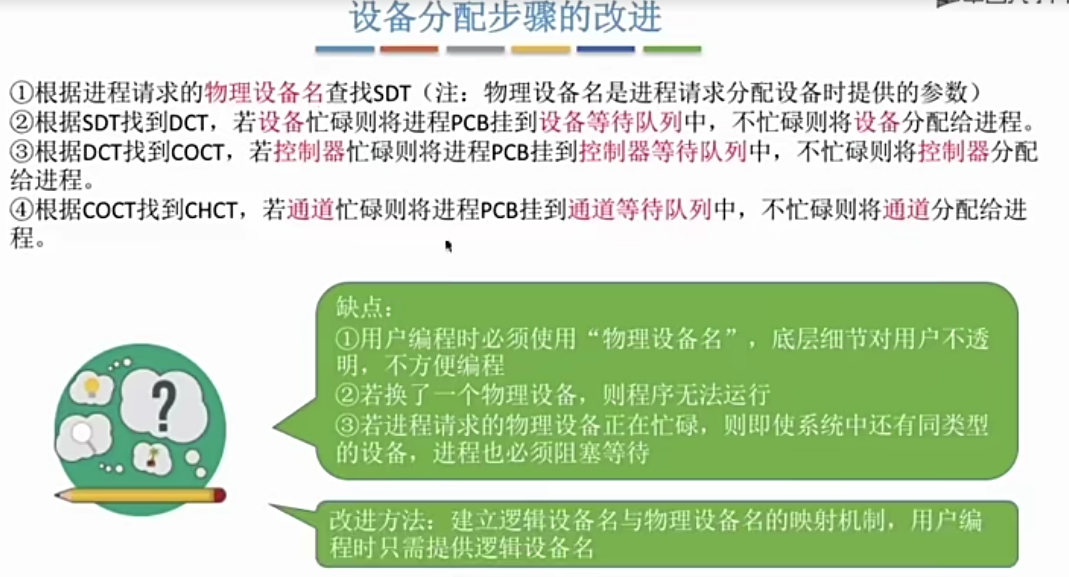 设备分配步骤的改进
①根据进程请求的物理设备名查找SDT（注：物理设备名是进程请求分配设备时提供的参数）
②根据SDT找到DCT，若设备忙碌则将进程PCB挂到设备等待队列中，不忙碌则将设备分配给进程。
③根据DCT找到COCT，若控制器忙碌则将进程PCB挂到控制器等待队列中，不忙碌则将控制器分配
给进程。
④根据COCT找到CHCT，若通道忙碌则将进程PCB挂到通道等待队列中，不忙碌则将通道分配给进
程。
缺点：
①用户编程时必须使用“物理设备名”，底层细节对用户不透
明，不方便编程
②若换了一个物理设备，则程序无法运行
③若进程请求的物理设备正在忙碌，则即使系统中还有同类型
的设备，进程也必须阻塞等待
改进方法：建立逻辑设备名与物理设备名的映射机制，用户编
程时只需提供逻辑设备名